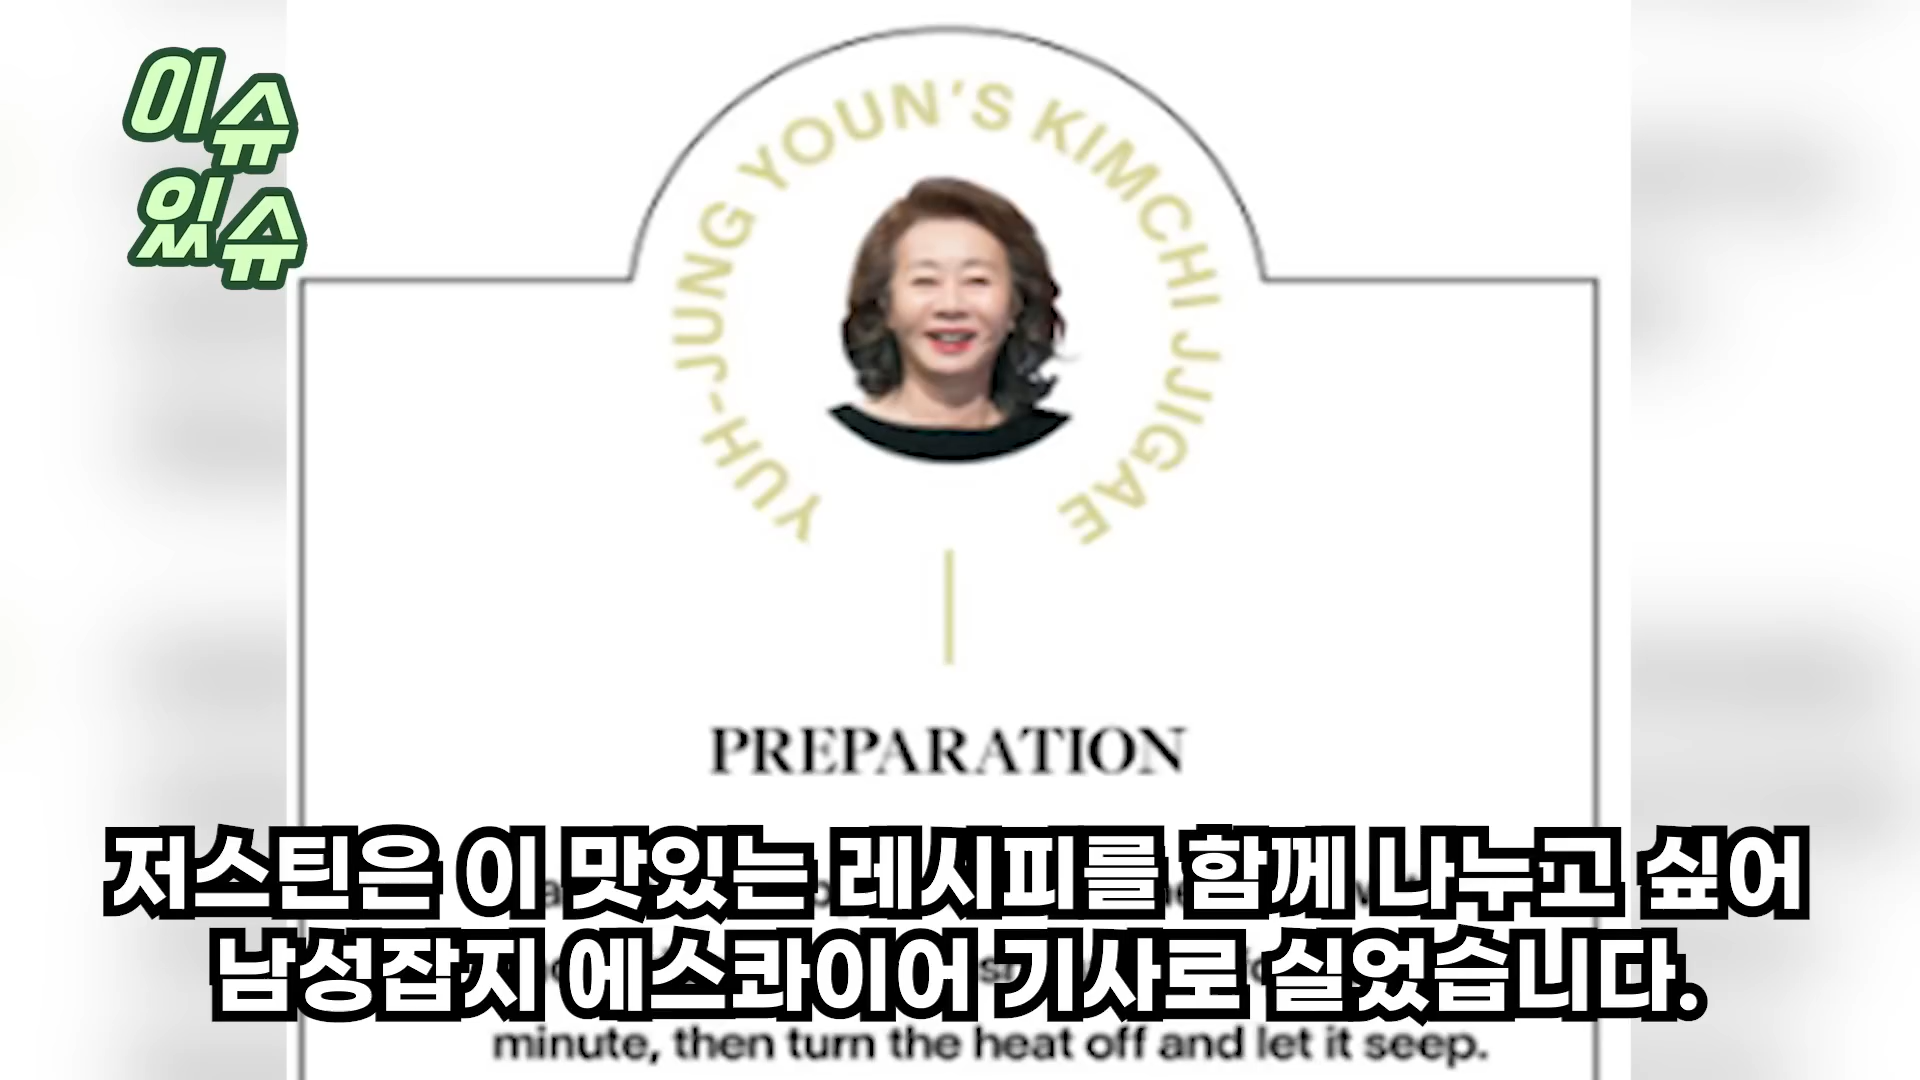 이슈
있슈
YUH-JUNG YOUN'S KIMCHI JJIGAE
PREPARATION
저스틴은 이 맛있는 레시피를 함께 나누고 싶어
남성잡지 에스콰이어 기사로 실었습니다.
minute, then turn the heat off and let it seep.